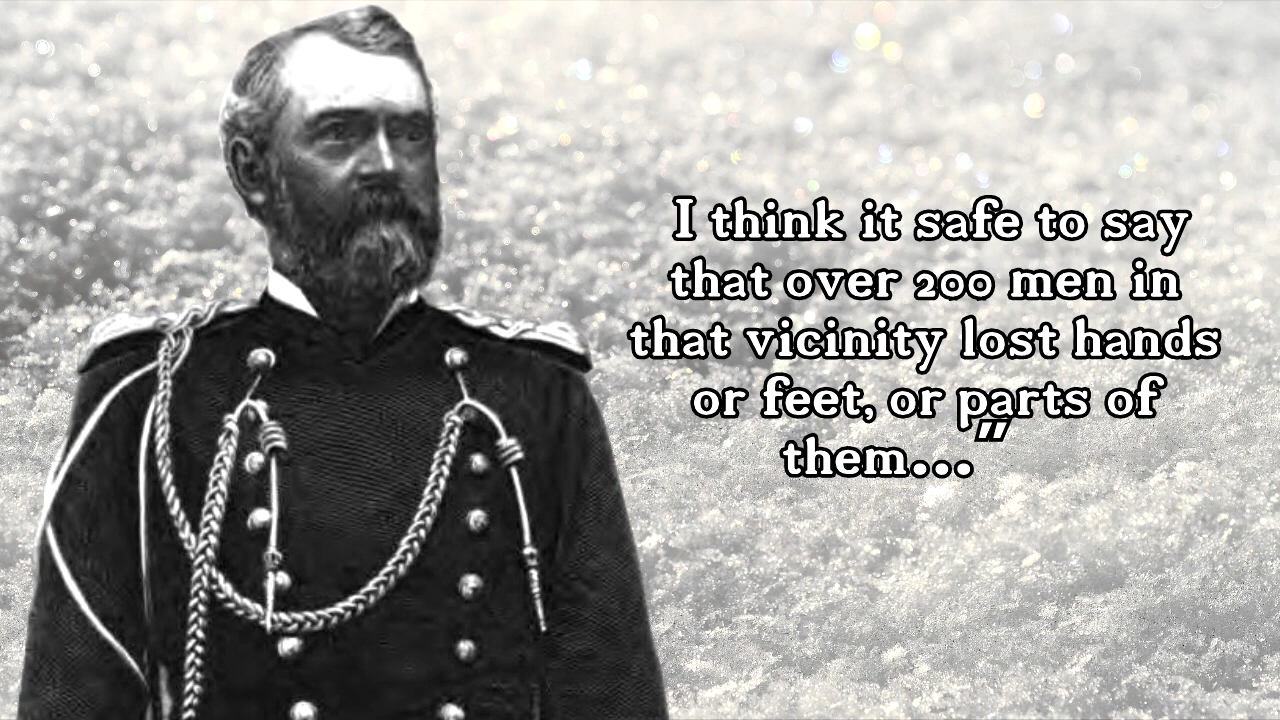 I think it safe to say
that over 200 men in
that vicinity lost hands
or feet, or parts of
them..."